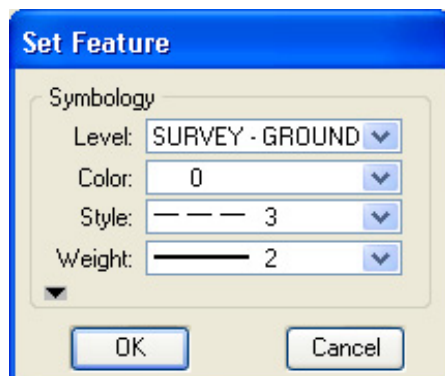 Set Feature
Symbology
Level: SURVEY - GROUND
Color: 0
Style: 3
Weight: 2
OK Cancel